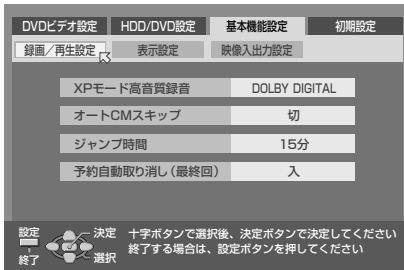 DVDビデオ設定 HDD/DVD設定 基本機能設定 初期設定
録画／再生設定 表示設定 映像入出力設定
XPモード高音質録音 DOLBY DIGITAL
オートCMスキップ 切
ジャンプ時間 15分
予約自動取り消し（最終回） 入
設定 決定 十字ボタンで選択後、決定ボタンで決定してください
終了 選択 終了する場合は、設定ボタンを押してください